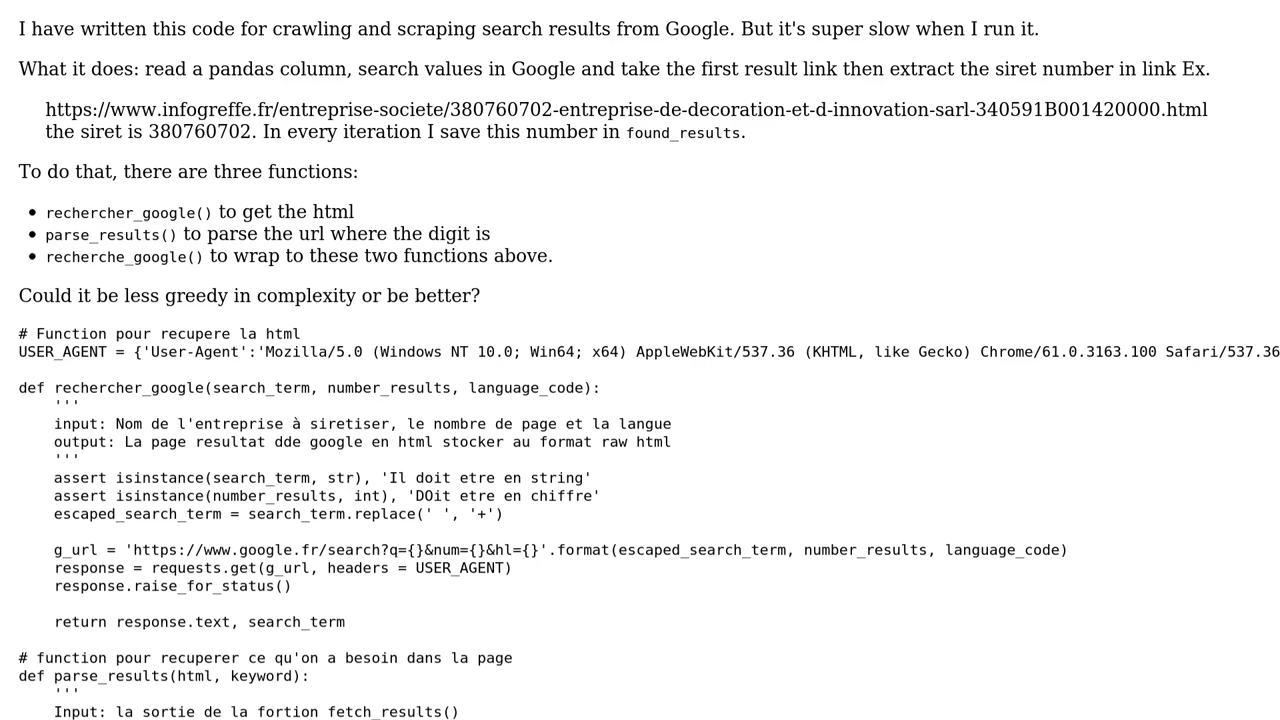 I have written this code for crawling and scraping search results from Google. But it's super slow when I run it.
What it does: read a pandas column, search values in Google and take the first result link then extract the siret number in link Ex.
https://www.infogreffe.fr/entreprise-societe/380760702-entreprise-de-decoration-et-d-innovation-sarl-340591B001420000.html
the siret is 380760702. In every iteration I save this number in found_results.
To do that, there are three functions:
• rechercher_google() to get the html
• parse_results() to parse the url where the digit is
• recherche_google() to wrap to these two functions above.
Could it be less greedy in complexity or be better?
# Function pour recupere la html
USER_AGENT = {'User-Agent':'Mozilla/5.0 (Windows NT 10.0; Win64; x64) AppleWebKit/537.36 (KHTML, like Gecko) Chrome/61.0.3163.100 Safari/537.36
def rechercher_google(search_term, number_results, language_code):
    '''
    input: Nom de l'entreprise à siretiser, le nombre de page et la langue
    output: La page resultat dde google en html stocker au format raw html
    '''
    assert isinstance(search_term, str), 'Il doit etre en string'
    assert isinstance(number_results, int), 'DOit etre en chiffre'
    escaped_search_term = search_term.replace(' ', '+')
    g_url = 'https://www.google.fr/search?q={}&num={}&hl={}'.format(escaped_search_term, number_results, language_code)
    response = requests.get(g_url, headers = USER_AGENT)
    response.raise_for_status()
    return response.text, search_term
# function pour recuperer ce qu'on a besoin dans la page
def parse_results(html, keyword):
    '''
    Input: la sortie de la fortion fetch_results()